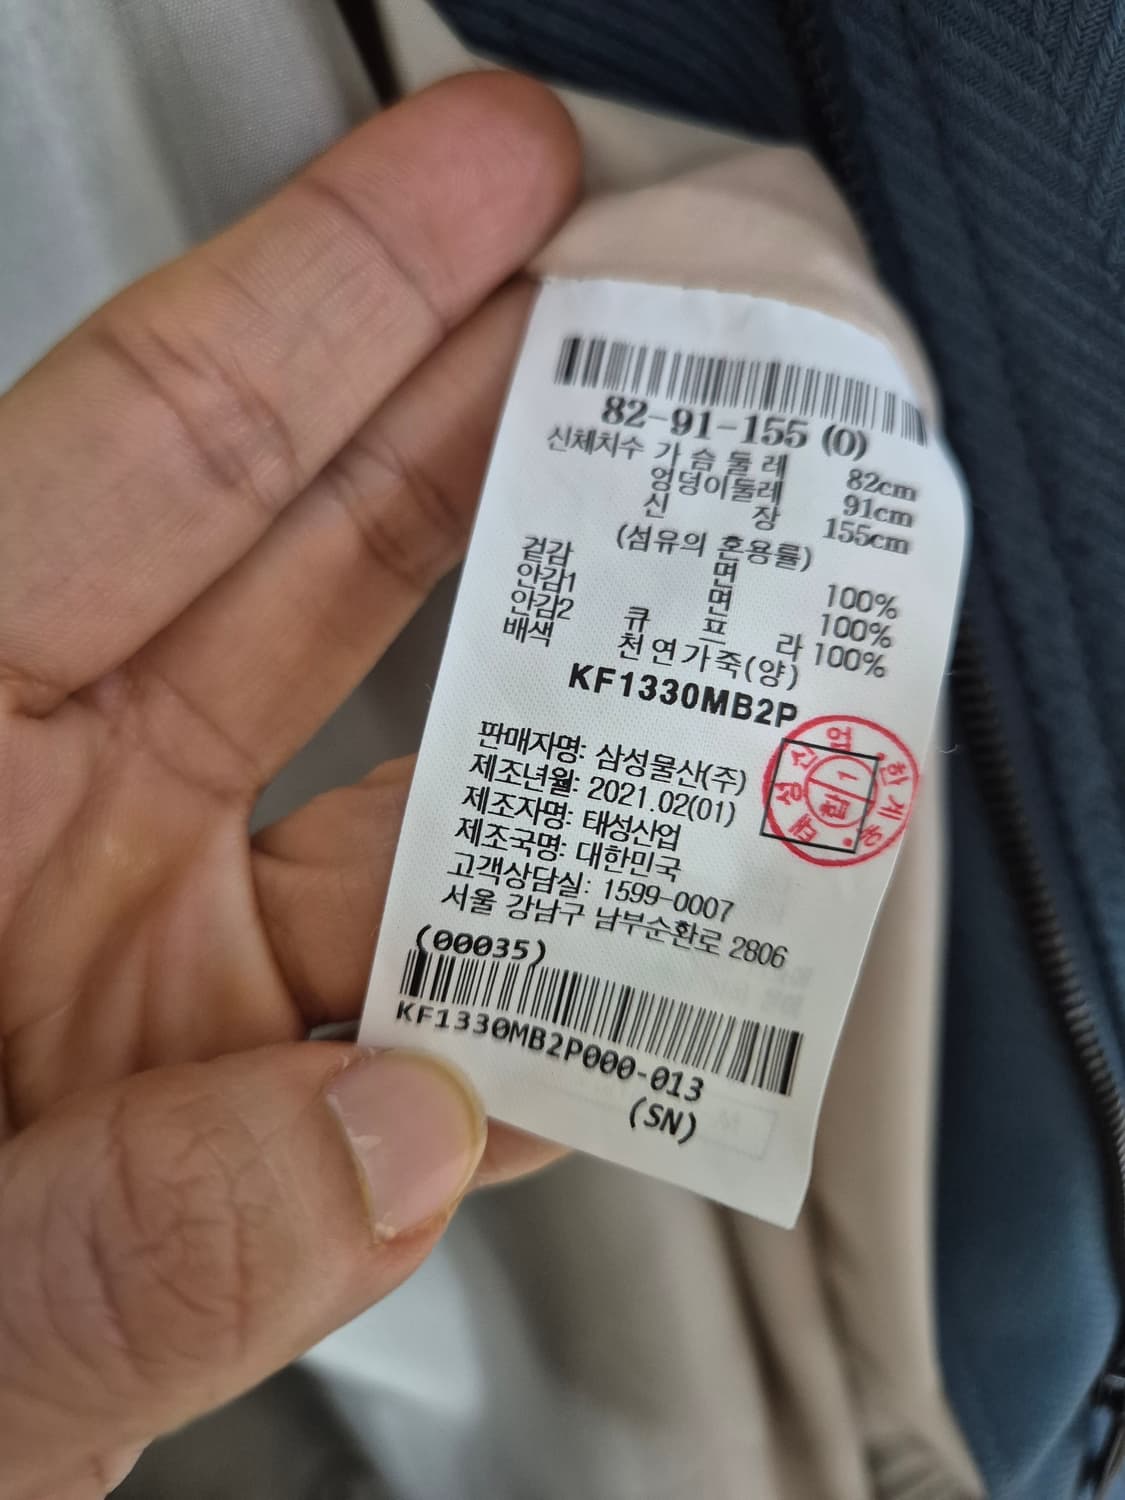 82-91-155 (0)
신체치수 가슴둘레 82cm
엉덩이둘레 91cm
신장 155cm
(섬유의 혼용률)
겉감 면 100%
안감1 면 100%
안감2 큐프라 100%
배색 천연가죽(양)
KF1330MB2P
판매자명: 삼성물산(주)
제조년월: 2021.02(01)
제조자명: 태성산업
제조국명: 대한민국
고객상담실: 1599-0007
서울 강남구 남부순환로 2806
태성산업
1
(00035)
KF1330MB2P000-013
(SN)